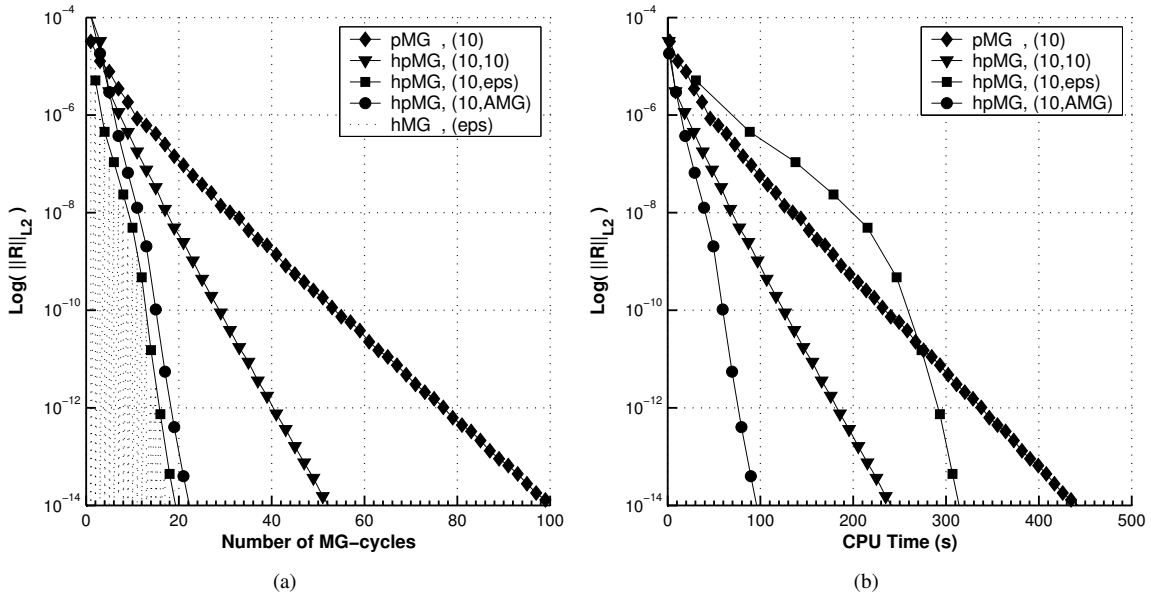 10^-4
10^-6
10^-8
10^-10
10^-12
10^-14
Log( ||R||_L2 )
0 20 40 60 80 100
Number of MG-cycles
pMG , (10)
hpMG, (10,10)
hpMG, (10,eps)
hpMG, (10,AMG)
hMG , (eps)
(a)
10^-4
10^-6
10^-8
10^-10
10^-12
10^-14
Log( ||R||_L2 )
0 100 200 300 400 500
CPU Time (s)
pMG , (10)
hpMG, (10,10)
hpMG, (10,eps)
hpMG, (10,AMG)
(b)